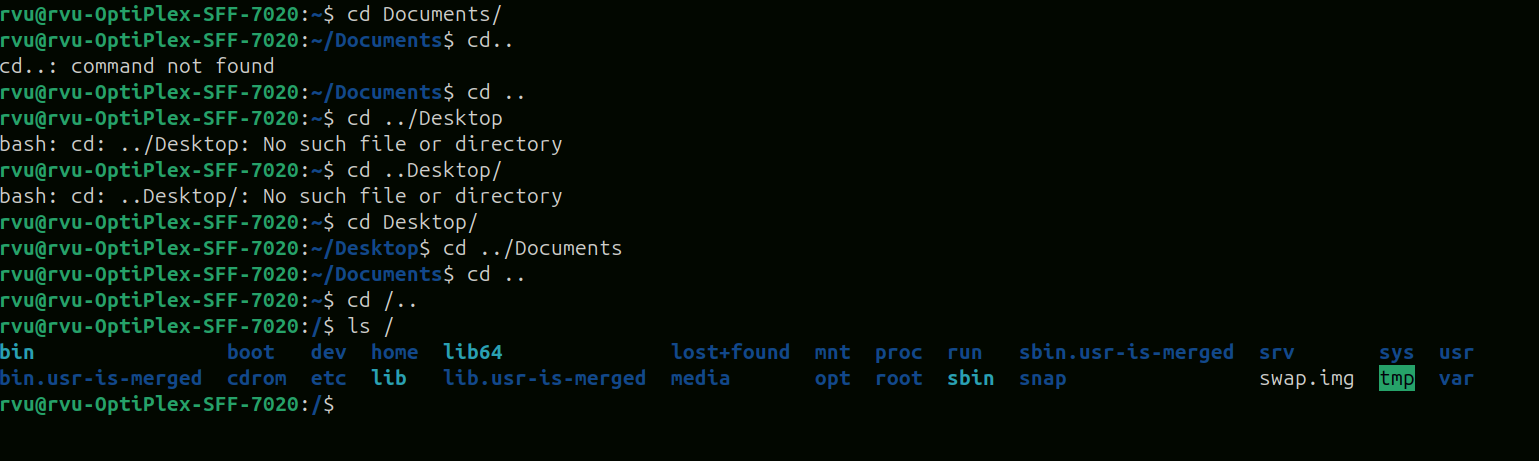 rvu@rvu-OptiPlex-SFF-7020:~$ cd Documents/
rvu@rvu-OptiPlex-SFF-7020:~/Documents$ cd..
cd..: command not found
rvu@rvu-OptiPlex-SFF-7020:~/Documents$ cd ..
rvu@rvu-OptiPlex-SFF-7020:~$ cd ../Desktop
bash: cd: ../Desktop: No such file or directory
rvu@rvu-OptiPlex-SFF-7020:~$ cd ..Desktop/
bash: cd: ..Desktop/: No such file or directory
rvu@rvu-OptiPlex-SFF-7020:~$ cd Desktop/
rvu@rvu-OptiPlex-SFF-7020:~/Desktop$ cd ../Documents
rvu@rvu-OptiPlex-SFF-7020:~/Documents$ cd ..
rvu@rvu-OptiPlex-SFF-7020:~$ cd /..
rvu@rvu-OptiPlex-SFF-7020:/$ ls /
bin boot dev home lib64 lost+found mnt proc run sbin.usr-is-merged srv sys usr
bin.usr-is-merged cdrom etc lib lib.usr-is-merged media opt root sbin snap swap.img tmp var
rvu@rvu-OptiPlex-SFF-7020:/$